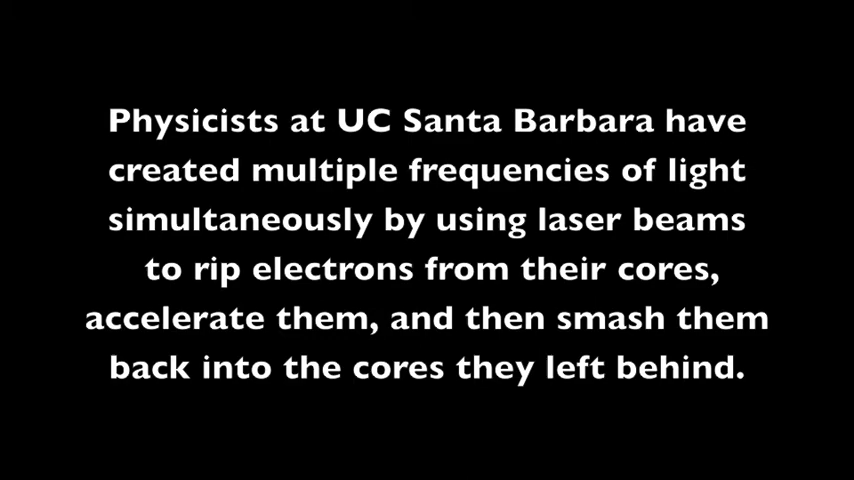 Physicists at UC Santa Barbara have
created multiple frequencies of light
simultaneously by using laser beams
to rip electrons from their cores,
accelerate them, and then smash them
back into the cores they left behind.